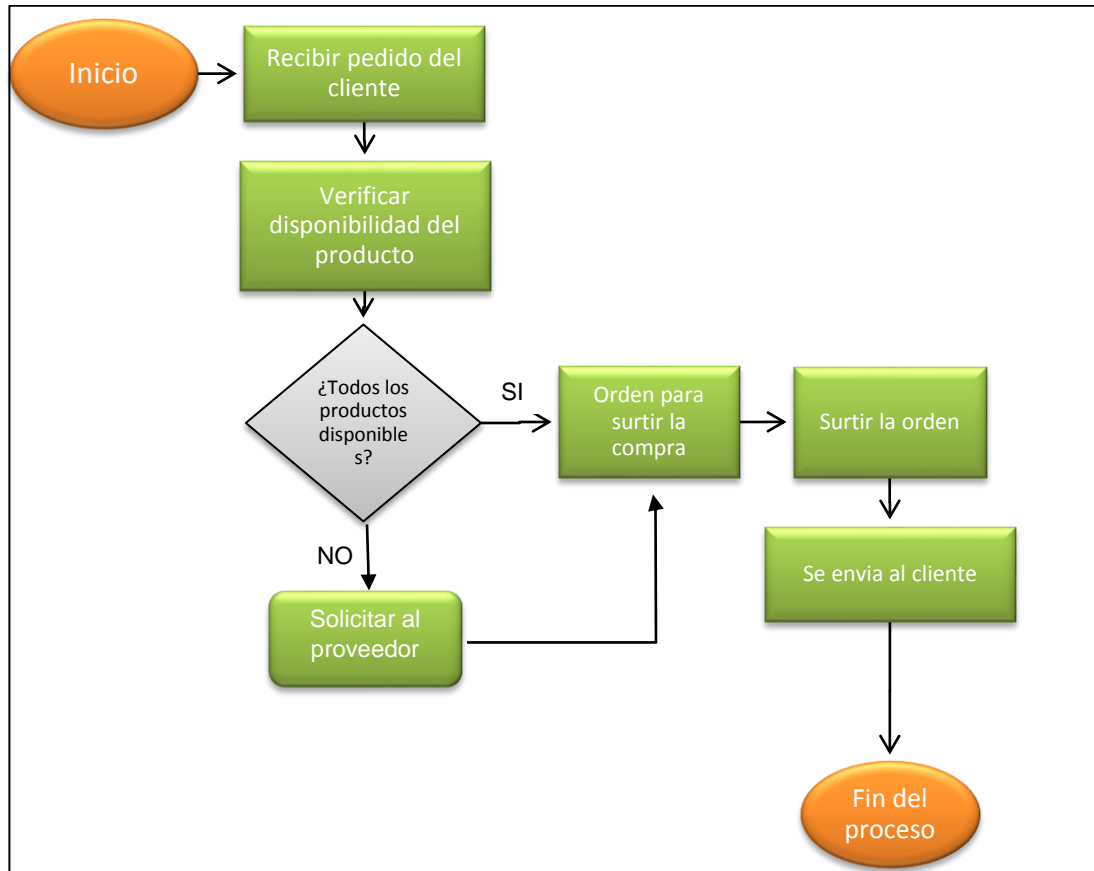 Inicio
Recibir pedido del
cliente
Verificar
disponibilidad del
producto
¿Todos los
productos
disponible
s?
SI
Orden para
surtir la
compra
Surtir la orden
NO
Solicitar al
proveedor
Se envia al cliente
Fin del
proceso